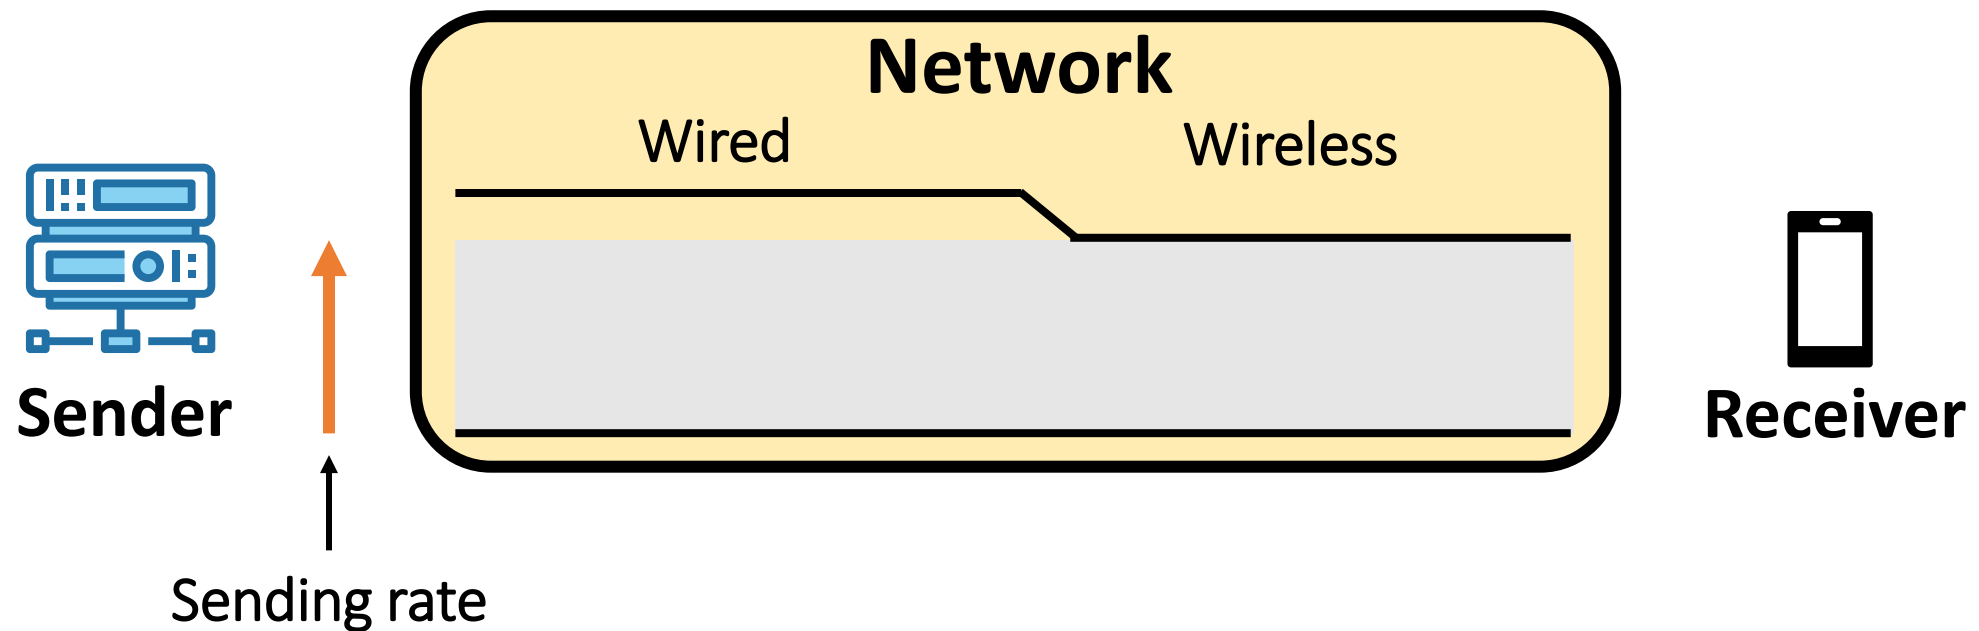 Network
Wired
Wireless
Sender
Receiver
Sending rate